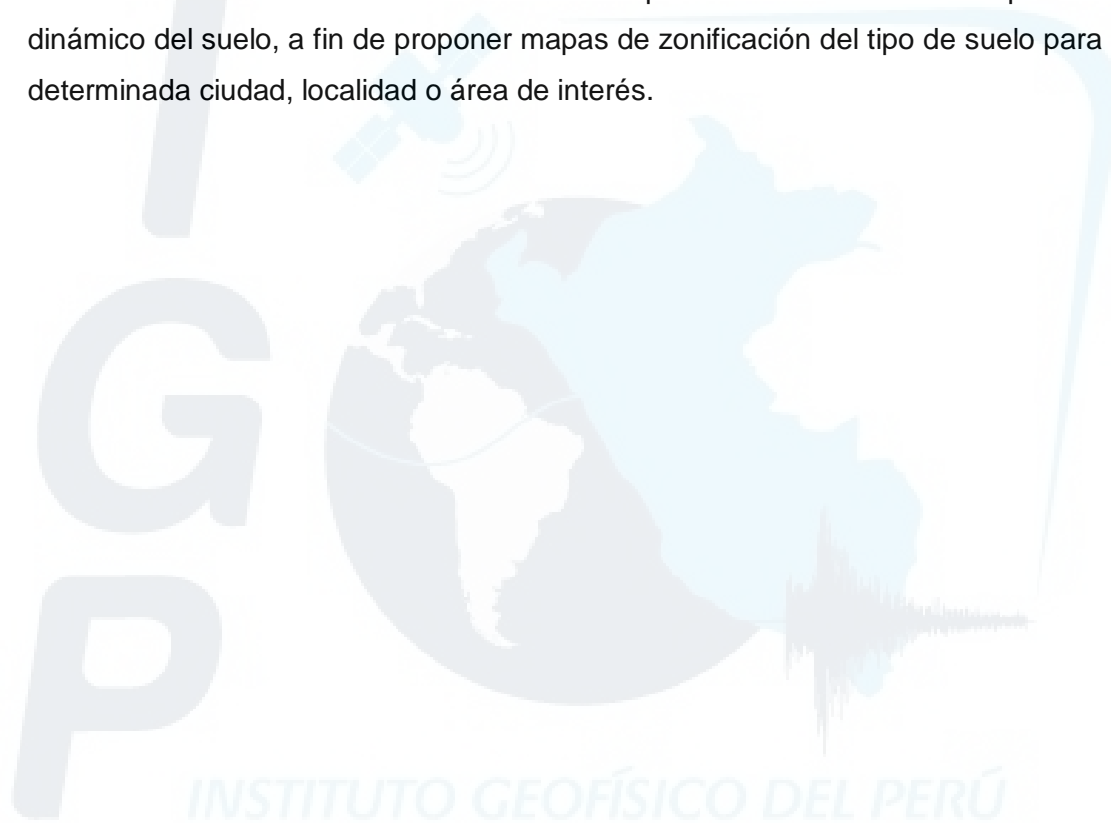 dinámico del suelo, a fin de proponer mapas de zonificación del tipo de suelo para
determinada ciudad, localidad o área de interés.
I
G
P
INSTITUTO GEOFÍSICO DEL PERÚ